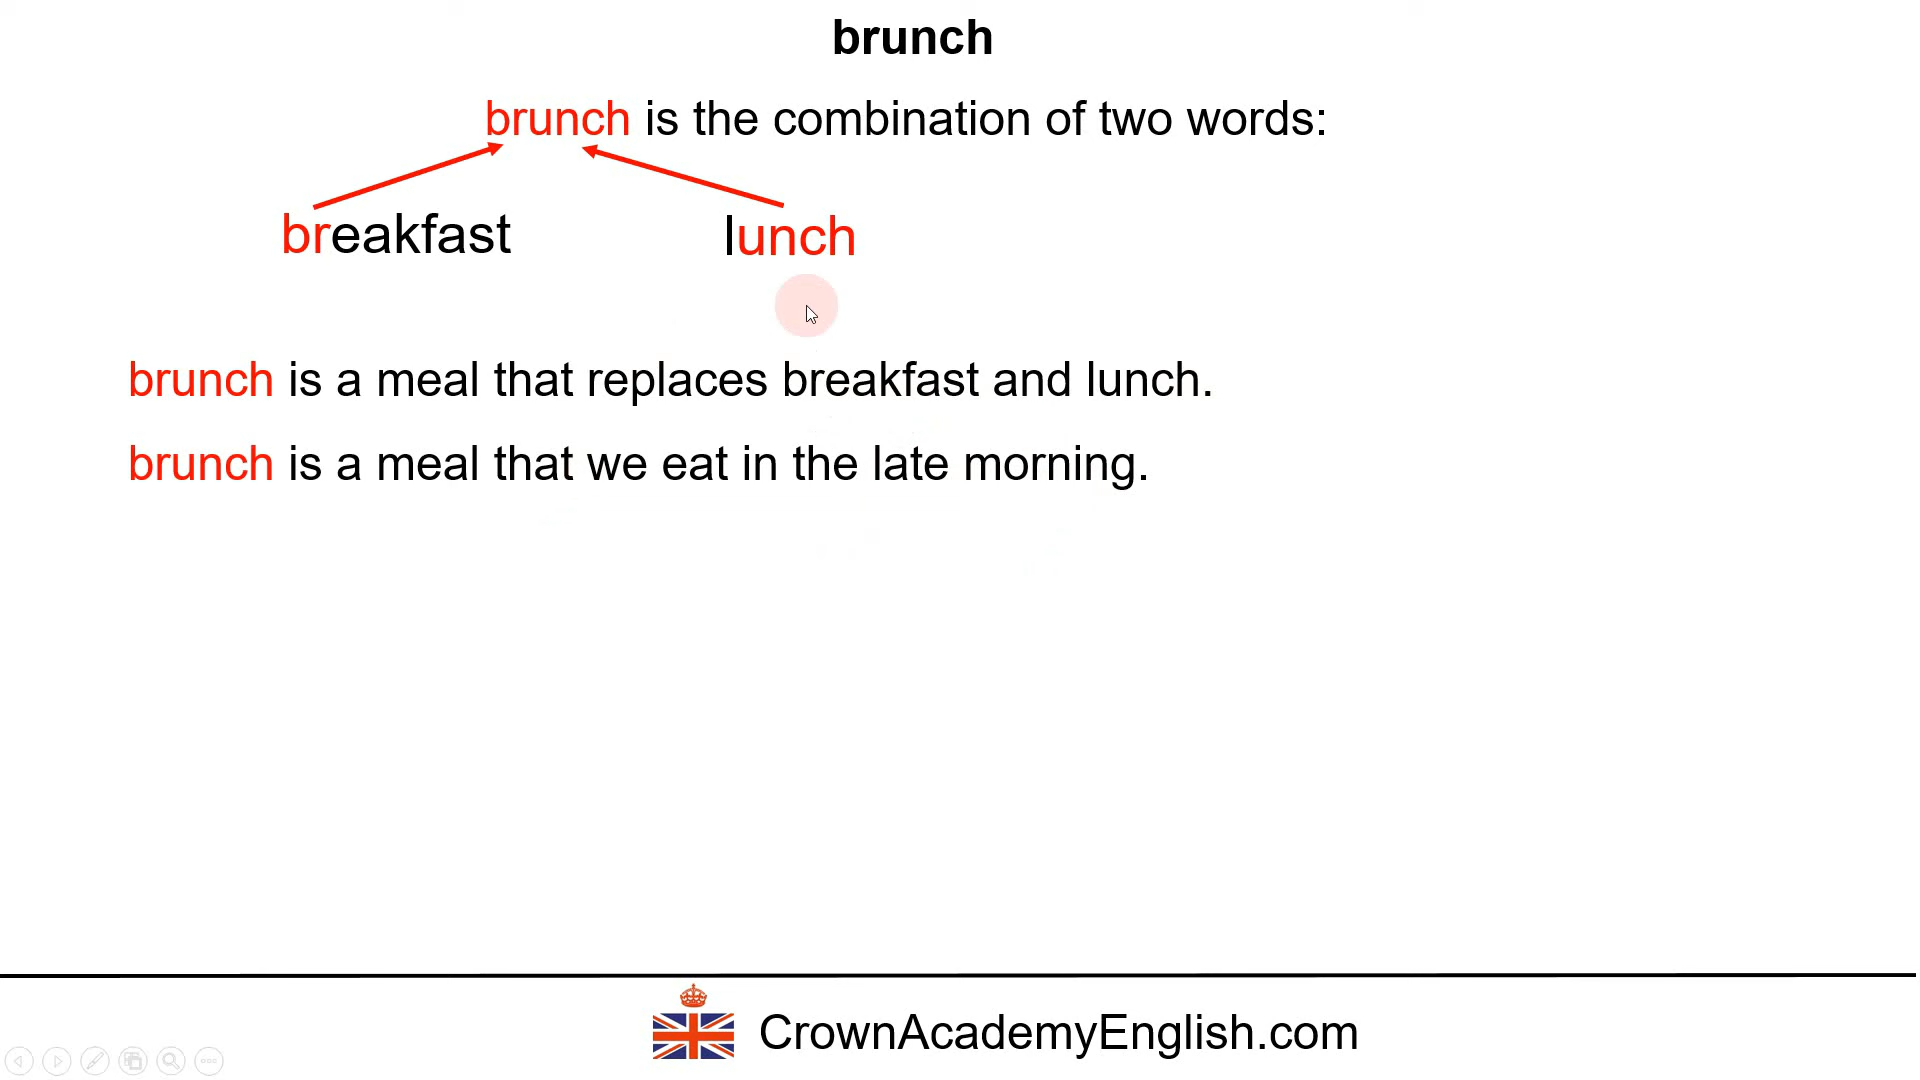 brunch
brunch is the combination of two words:
breakfast lunch
brunch is a meal that replaces breakfast and lunch.
brunch is a meal that we eat in the late morning.
CrownAcademyEnglish.com